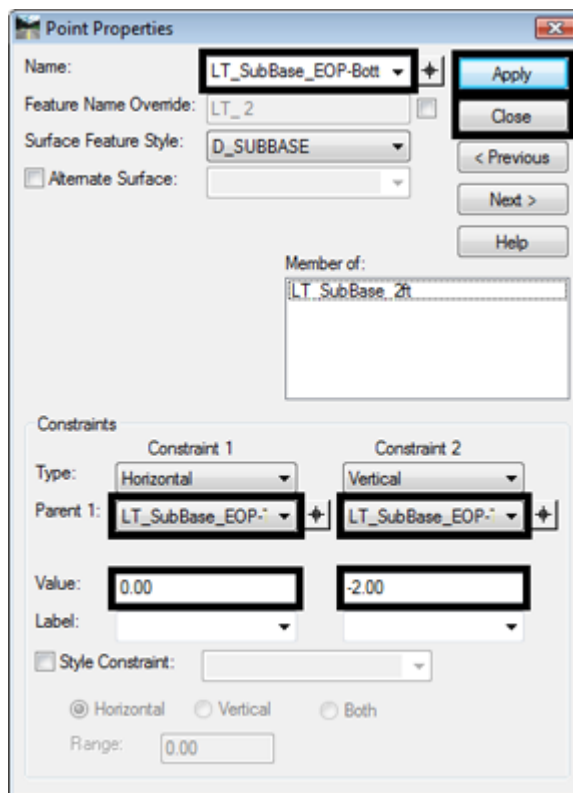 Point Properties
Name: LT_SubBase_EOP-Bott Apply
Feature Name Override: LT_2 Close
Surface Feature Style: D_SUBBASE < Previous
Alternate Surface: Next >
Help
Member of:
LT_SubBase_2ft
Constraints
Constraint 1 Constraint 2
Type: Horizontal Vertical
Parent 1: LT_SubBase_EOP- LT_SubBase_EOP-
Value: 0.00 -2.00
Label:
Style Constraint:
Horizontal Vertical Both
Range: 0.00